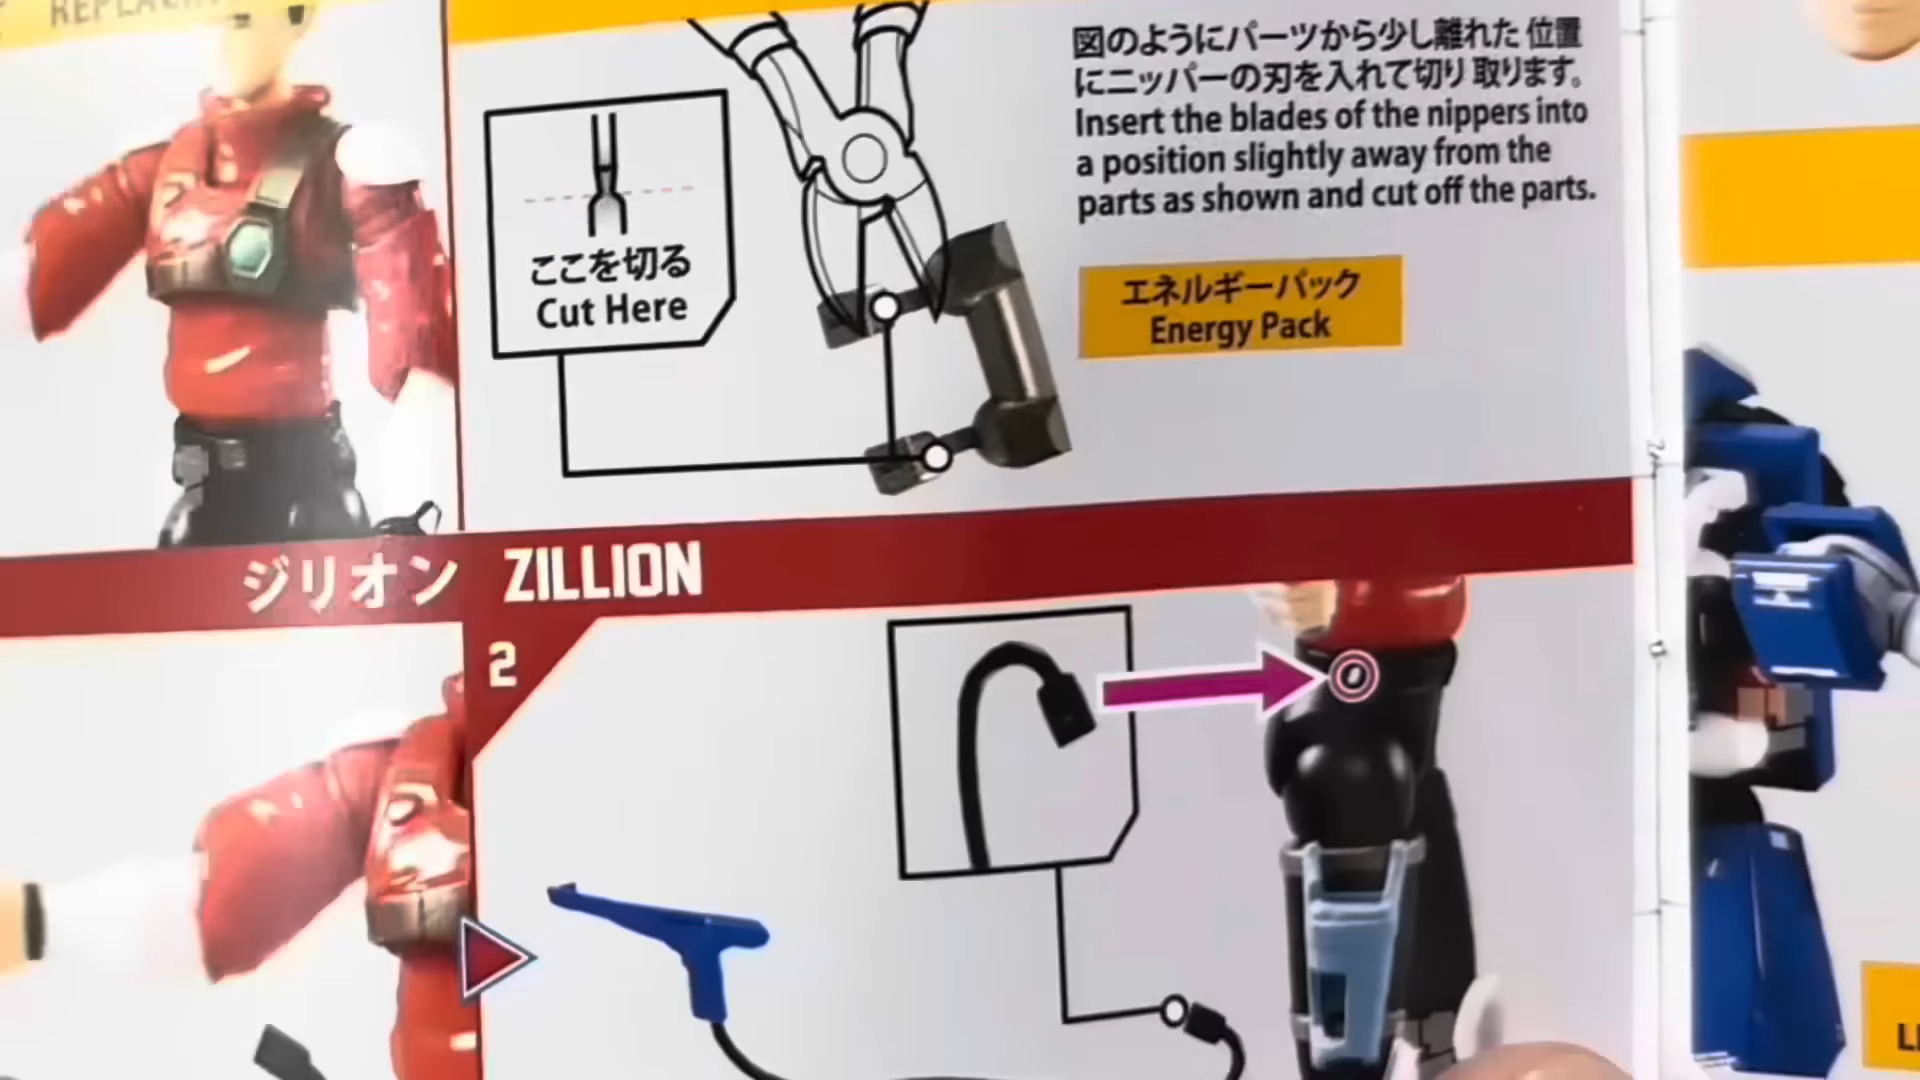 図のようにパーツから少し離れた位置
にニッパーの刃を入れて切り取ります。
Insert the blades of the nippers into
a position slightly away from the
parts as shown and cut off the parts.
ここを切る
Cut Here
エネルギーパック
Energy Pack
ジリオン ZILLION
2